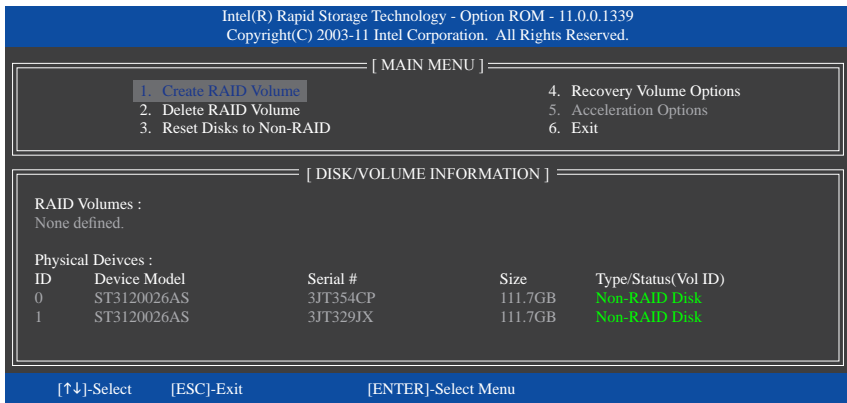 Intel(R) Rapid Storage Technology - Option ROM - 11.0.0.1339
Copyright(C) 2003-11 Intel Corporation. All Rights Reserved.
[ MAIN MENU ]
1. Create RAID Volume
2. Delete RAID Volume
3. Reset Disks to Non-RAID
4. Recovery Volume Options
5. Acceleration Options
6. Exit
[ DISK/VOLUME INFORMATION ]
RAID Volumes :
None defined.
Physical Deivces :
ID Device Model Serial # Size Type/Status(Vol ID)
0 ST3120026AS 3JT354CP 111.7GB Non-RAID Disk
1 ST3120026AS 3JT329JX 111.7GB Non-RAID Disk
[↑↓]-Select [ESC]-Exit [ENTER]-Select Menu